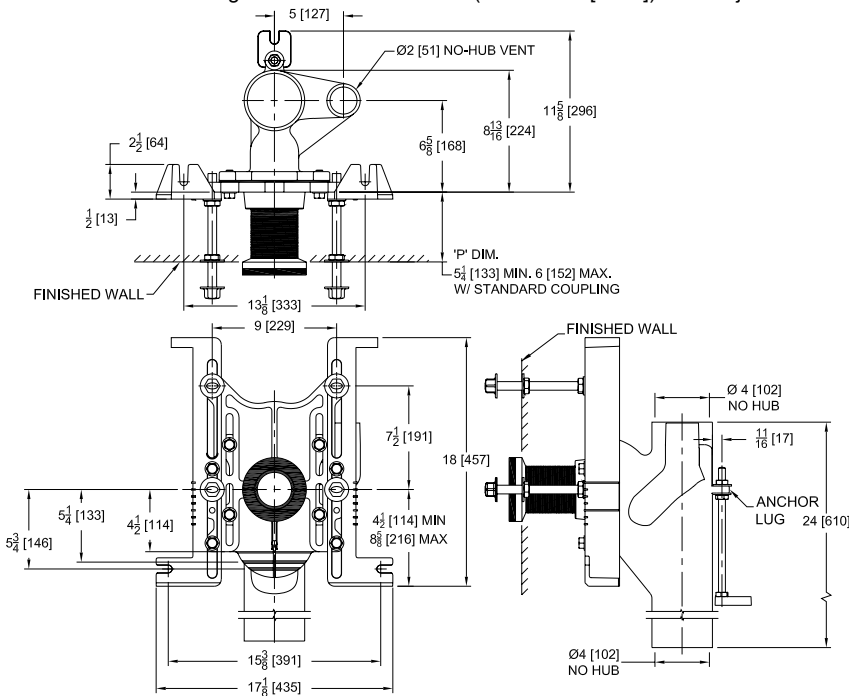 5 [127]
Ø2 [51] NO-HUB VENT
11 5/8 [296]
8 13/16 [224]
6 5/8 [168]
2 1/2 [64]
1/2 [13]
'P' DIM.
5 1/4 [133] MIN. 6 [152] MAX.
W/ STANDARD COUPLING
FINISHED WALL
13 1/8 [333]
9 [229]
FINISHED WALL
Ø 4 [102]
NO HUB
7 1/2 [191]
11/16 [17]
18 [457]
ANCHOR
LUG
24 [610]
5 3/4 [146]
5 1/4 [133]
4 1/2 [114]
4 1/2 [114] MIN
8 5/8 [216] MAX
15 3/8 [391]
17 1/8 [435]
Ø4 [102]
NO HUB